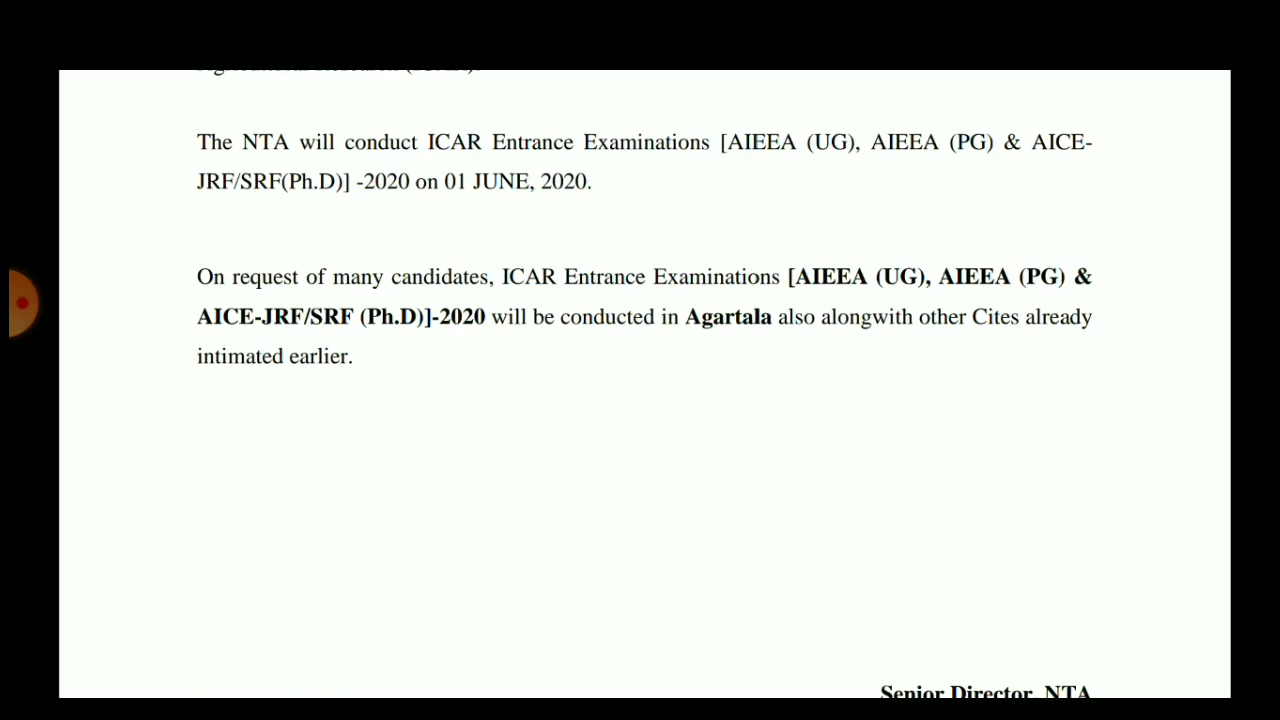 The NTA will conduct ICAR Entrance Examinations [AIEEA (UG), AIEEA (PG) & AICE-
JRF/SRF(Ph.D)] -2020 on 01 JUNE, 2020.
On request of many candidates, ICAR Entrance Examinations [AIEEA (UG), AIEEA (PG) &
AICE-JRF/SRF (Ph.D)]-2020 will be conducted in Agartala also alongwith other Cites already
intimated earlier.
Senior Director, NTA